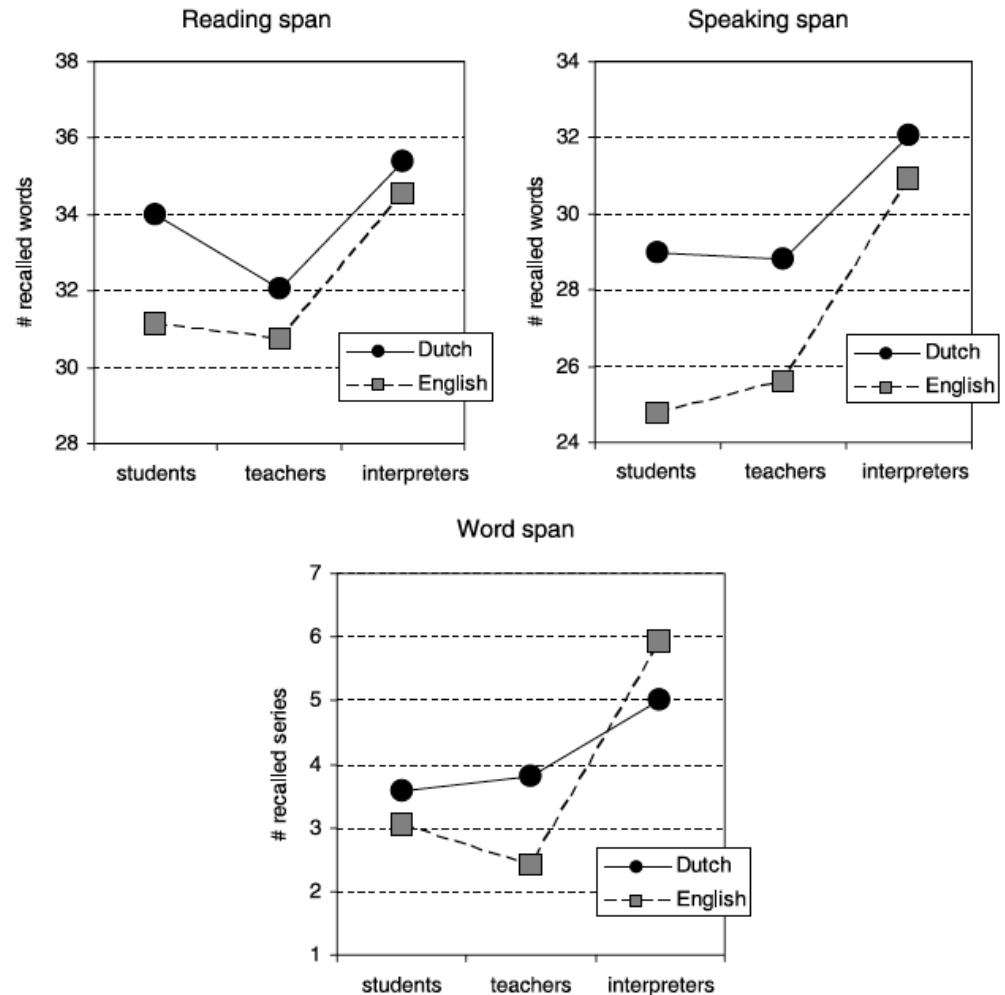 Reading span
# recalled words
38
36
34
32
30
28
students teachers interpreters
Dutch
English
Speaking span
# recalled words
34
32
30
28
26
24
students teachers interpreters
Dutch
English
Word span
# recalled series
7
6
5
4
3
2
1
students teachers interpreters
Dutch
English